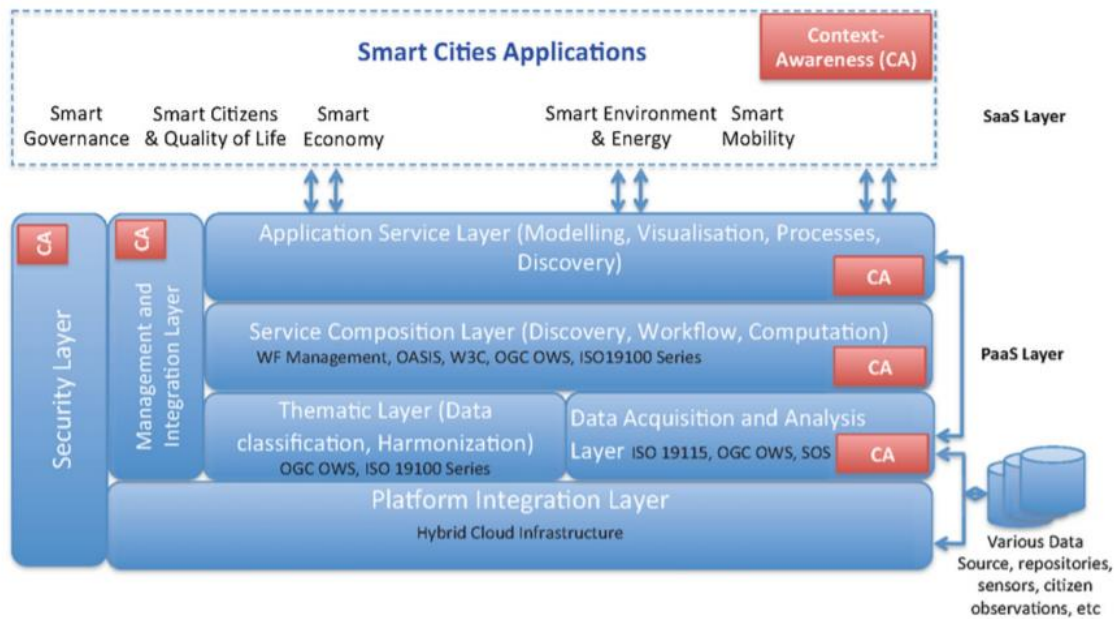 Smart Cities Applications
Context-
Awareness (CA)
Smart
Governance
Smart Citizens
& Quality of Life
Smart
Economy
Smart Environment
& Energy
Smart
Mobility
SaaS Layer
CA
Security Layer
CA
Management and
Integration Layer
Application Service Layer (Modelling, Visualisation, Processes,
Discovery)
CA
Service Composition Layer (Discovery, Workflow, Computation)
WF Management, OASIS, W3C, OGC OWS, ISO19100 Series
CA
PaaS Layer
Thematic Layer (Data
classification, Harmonization)
OGC OWS, ISO 19100 Series
Data Acquisition and Analysis
Layer ISO 19115, OGC OWS, SOS
CA
Platform Integration Layer
Hybrid Cloud Infrastructure
Various Data
Source, repositories,
sensors, citizen
observations, etc